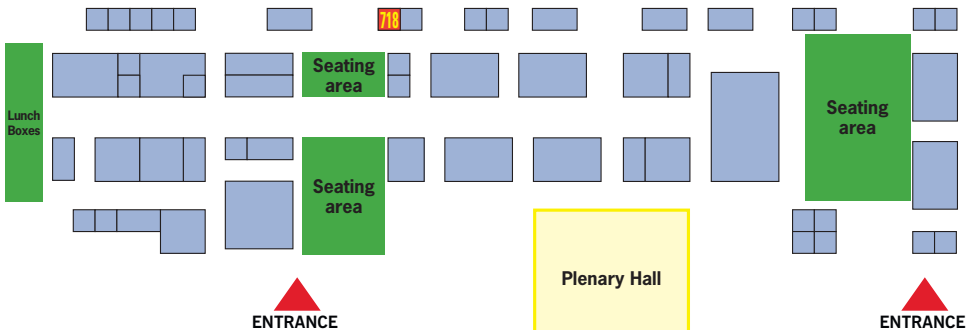 718
Seating
area
Lunch
Boxes
Seating
area
Seating
area
Plenary Hall
ENTRANCE
ENTRANCE